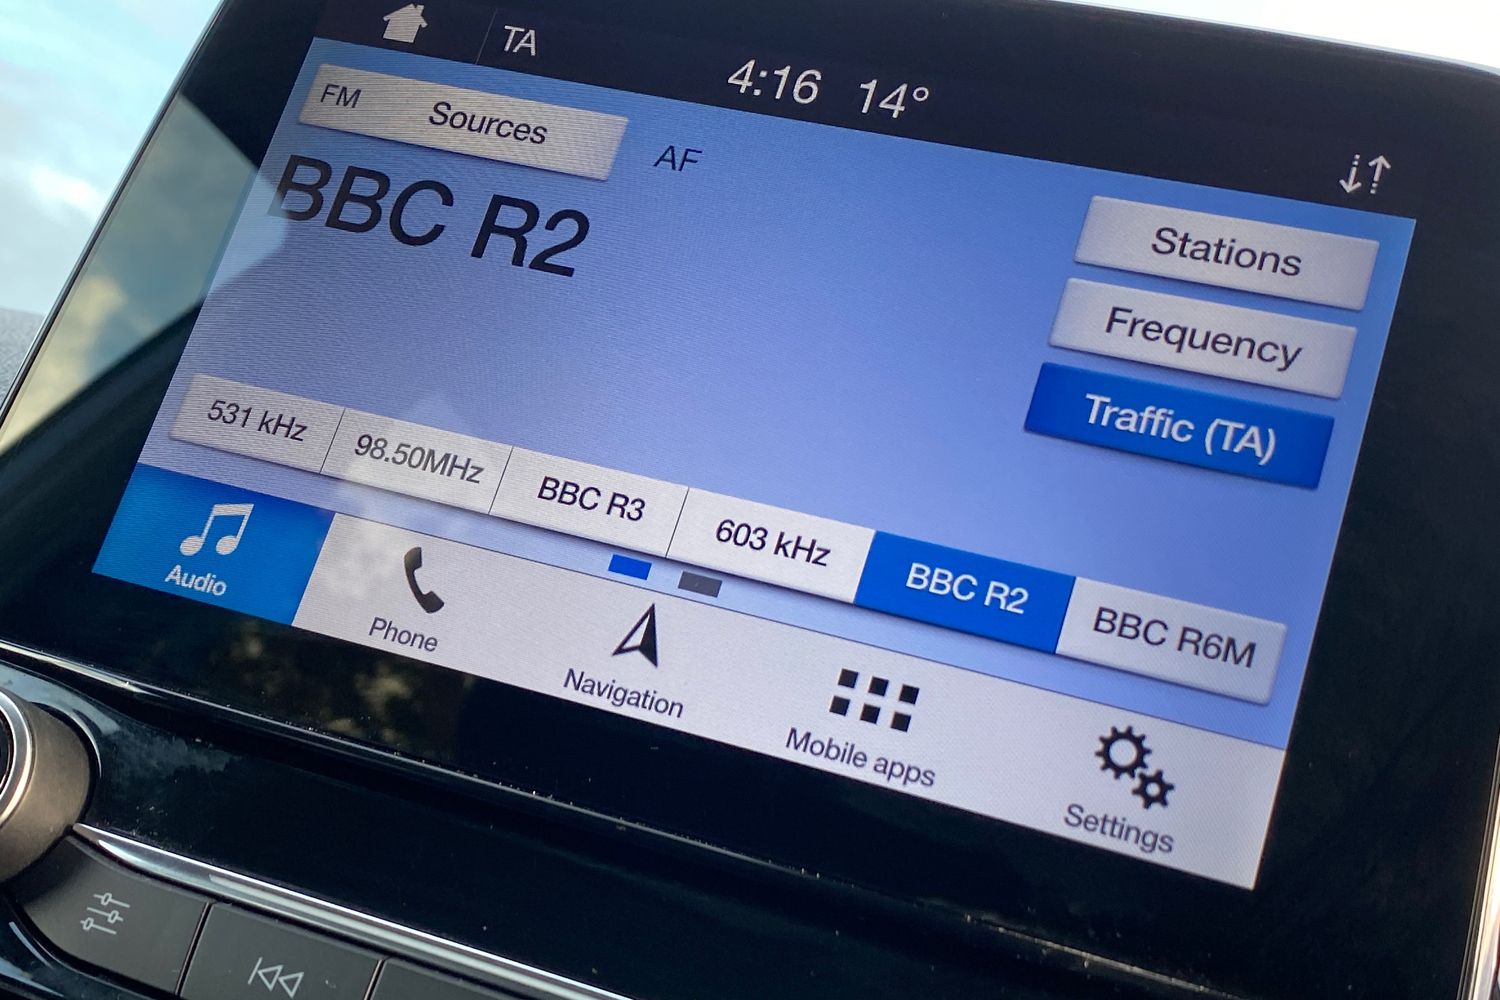 TA
4:16 14°
FM Sources
AF
BBC R2
Stations
Frequency
Traffic (TA)
531 kHz
98.50MHz
BBC R3
603 kHz
BBC R2
BBC R6M
Audio
Phone
Navigation
Mobile apps
Settings